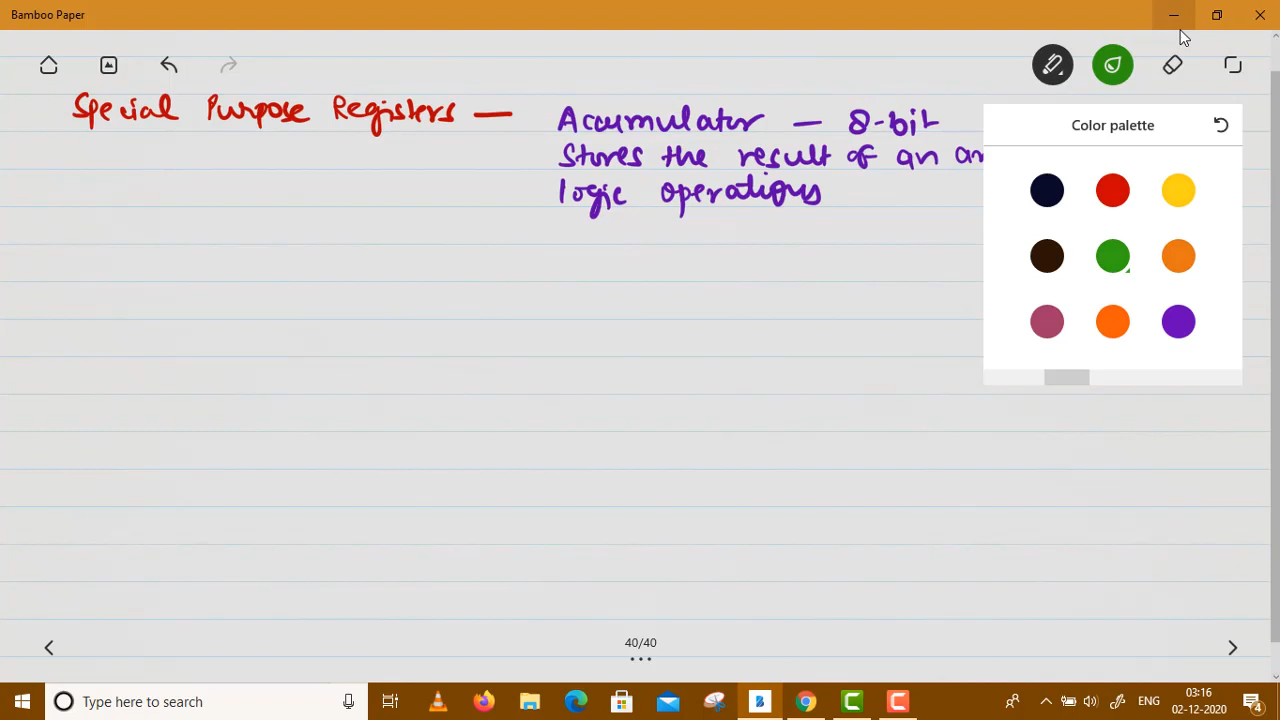 Bamboo Paper
Special Purpose Registers — Accumulator — 8-bit
Stores the result of an
logic operations
Color palette
40/40
Type here to search
ENG
03:16
02-12-2020
4